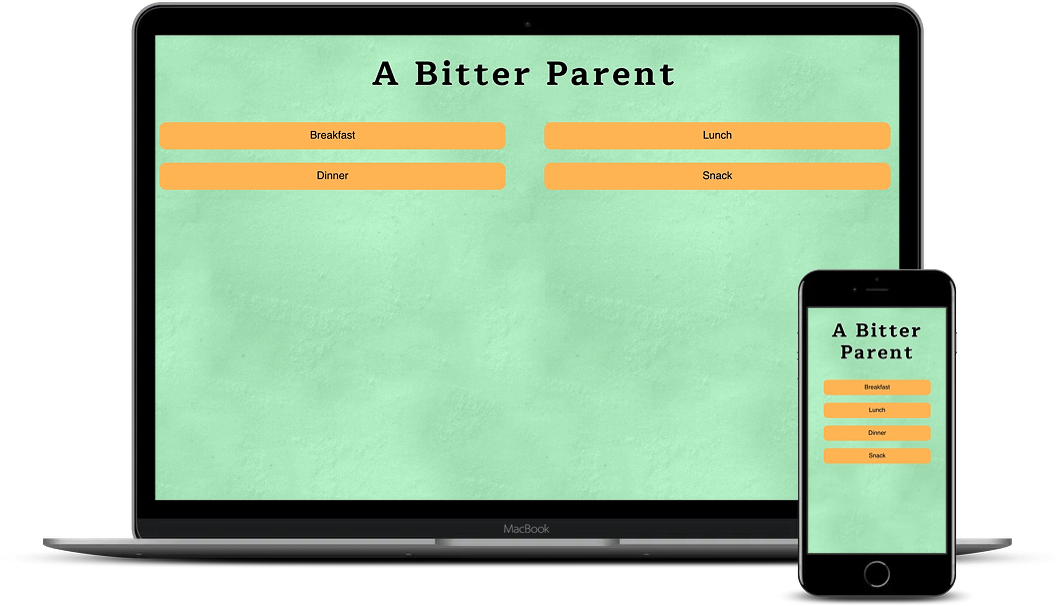 A Bitter Parent
Breakfast
Lunch
Dinner
Snack
MacBook
A Bitter
Parent
Breakfast
Lunch
Dinner
Snack